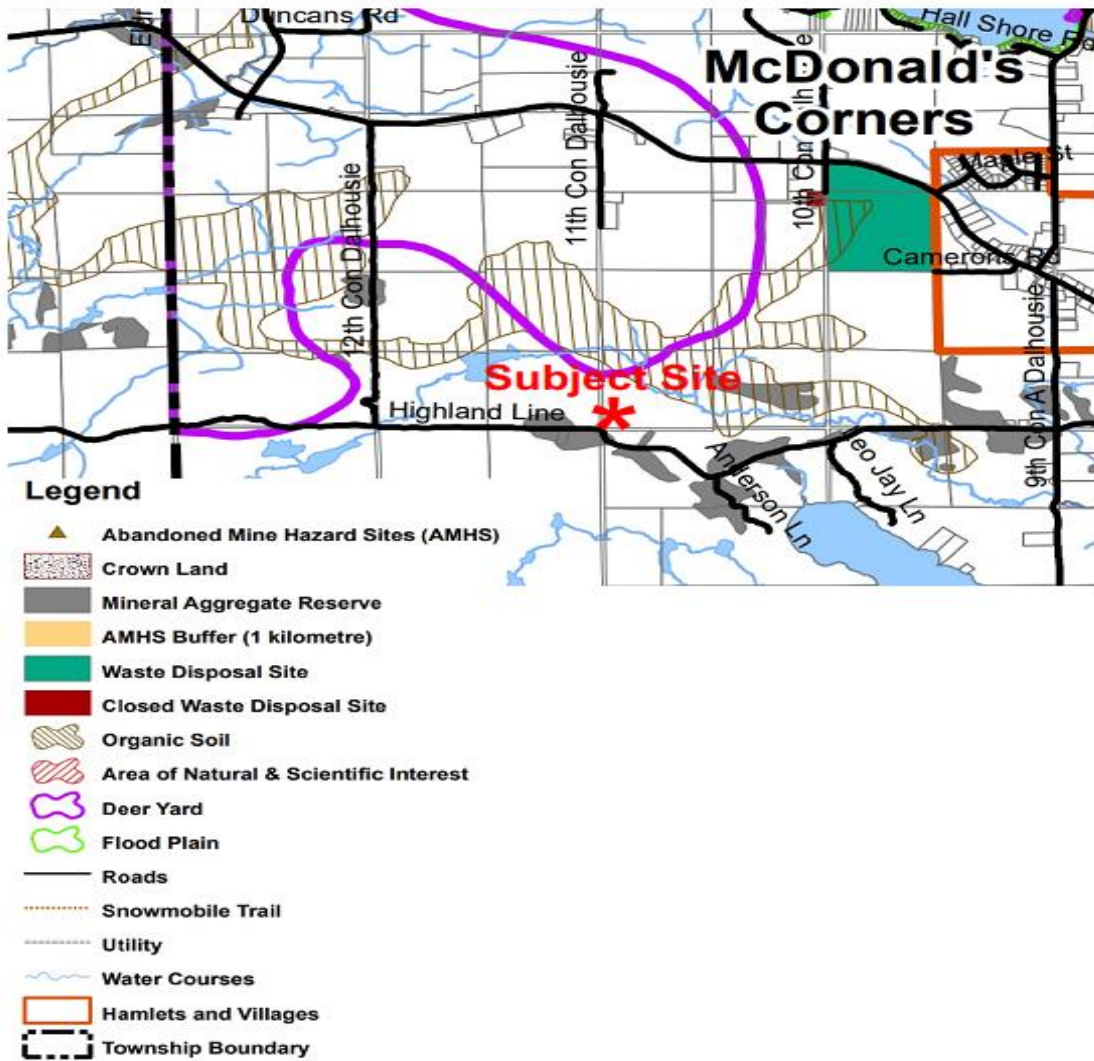 Duncans Rd
Hall Shore
McDonald's
Corners
11th Con Dalhousie
10th Con
Maple St
Camerons Rd
12th Con Dalhousie
Subject Site
*
Highland Line
9th Con A Dalhousie
Anderson Ln
Leo Jay Ln
Legend
Abandoned Mine Hazard Sites (AMHS)
Crown Land
Mineral Aggregate Reserve
AMHS Buffer (1 kilometre)
Waste Disposal Site
Closed Waste Disposal Site
Organic Soil
Area of Natural & Scientific Interest
Deer Yard
Flood Plain
Roads
Snowmobile Trail
Utility
Water Courses
Hamlets and Villages
Township Boundary